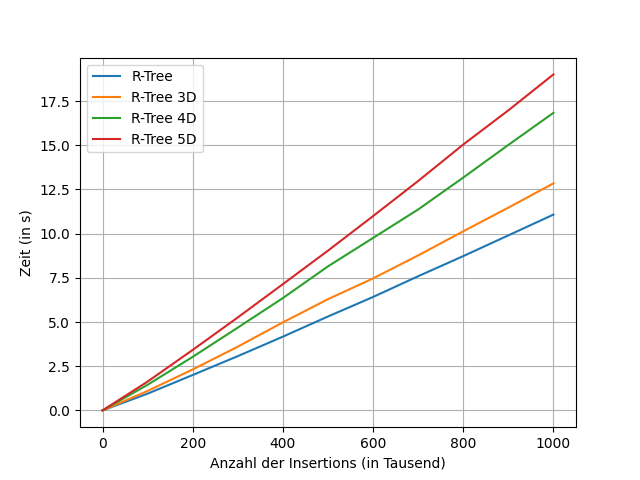 R-Tree
R-Tree 3D
R-Tree 4D
R-Tree 5D
17.5
15.0
12.5
10.0
7.5
5.0
2.5
0.0
Zeit (in s)
0 200 400 600 800 1000
Anzahl der Insertions (in Tausend)